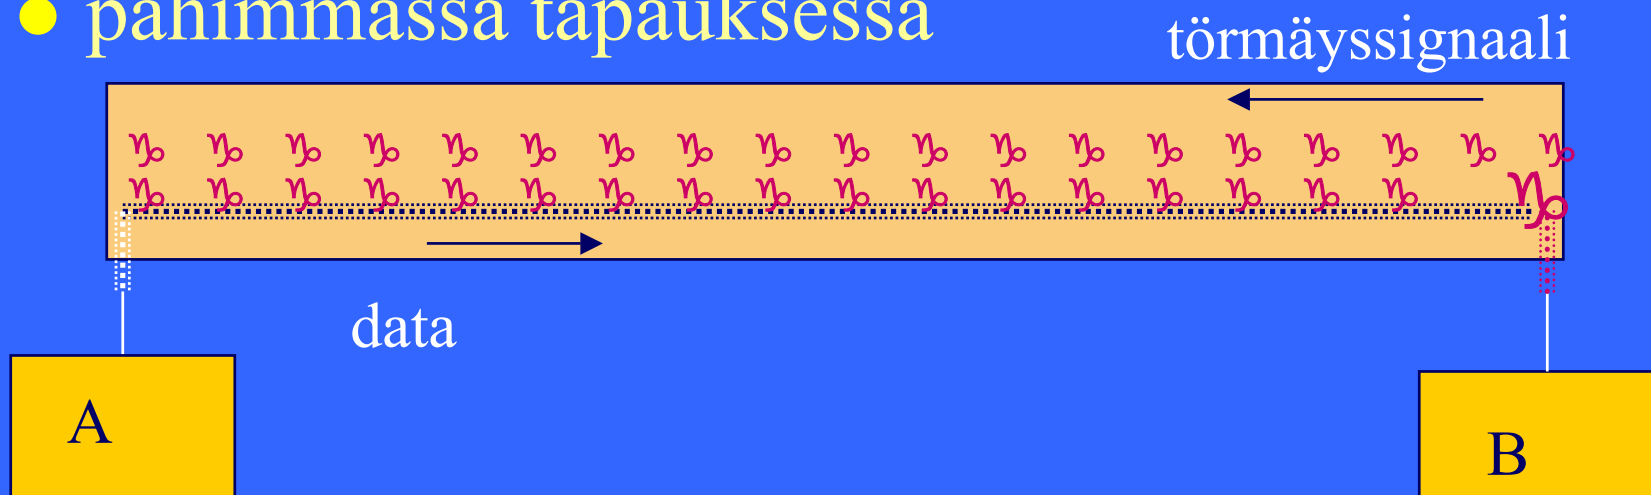 pahimmassa tapauksessa
törmäyssignaali
♑ ♑ ♑ ♑ ♑ ♑ ♑ ♑ ♑ ♑ ♑ ♑ ♑ ♑ ♑ ♑ ♑ ♑ ♑
♑ ♑ ♑ ♑ ♑ ♑ ♑ ♑ ♑ ♑ ♑ ♑ ♑ ♑ ♑ ♑ ♑ ♑
data
A
B